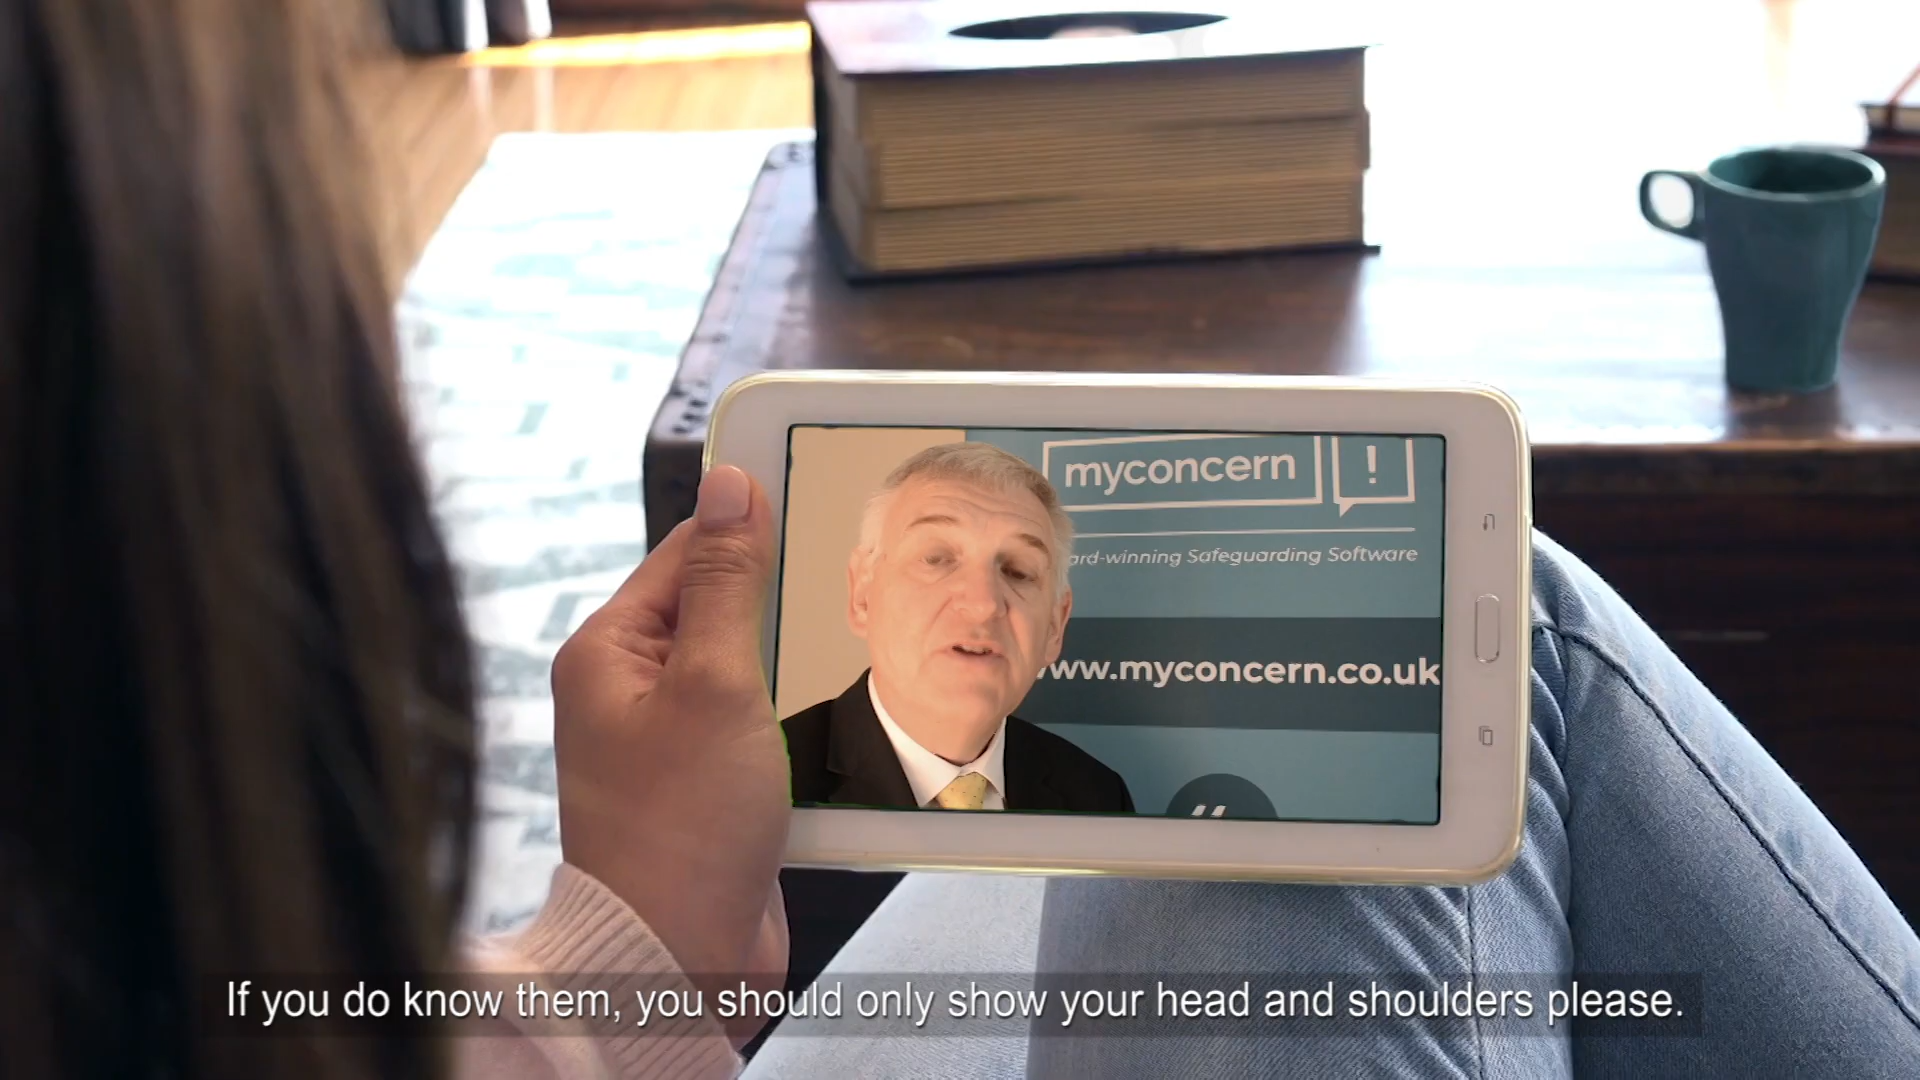 myconcern !
ard-winning Safeguarding Software
www.myconcern.co.uk
“
If you do know them, you should only show your head and shoulders please.